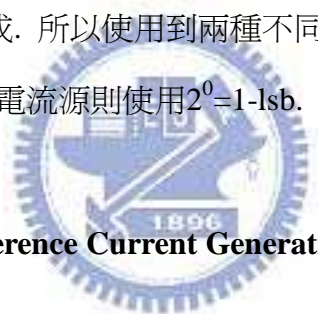 成. 所以使用到兩種不同
電流源則使用2⁰=1-lsb.
1896
erence Current Generat